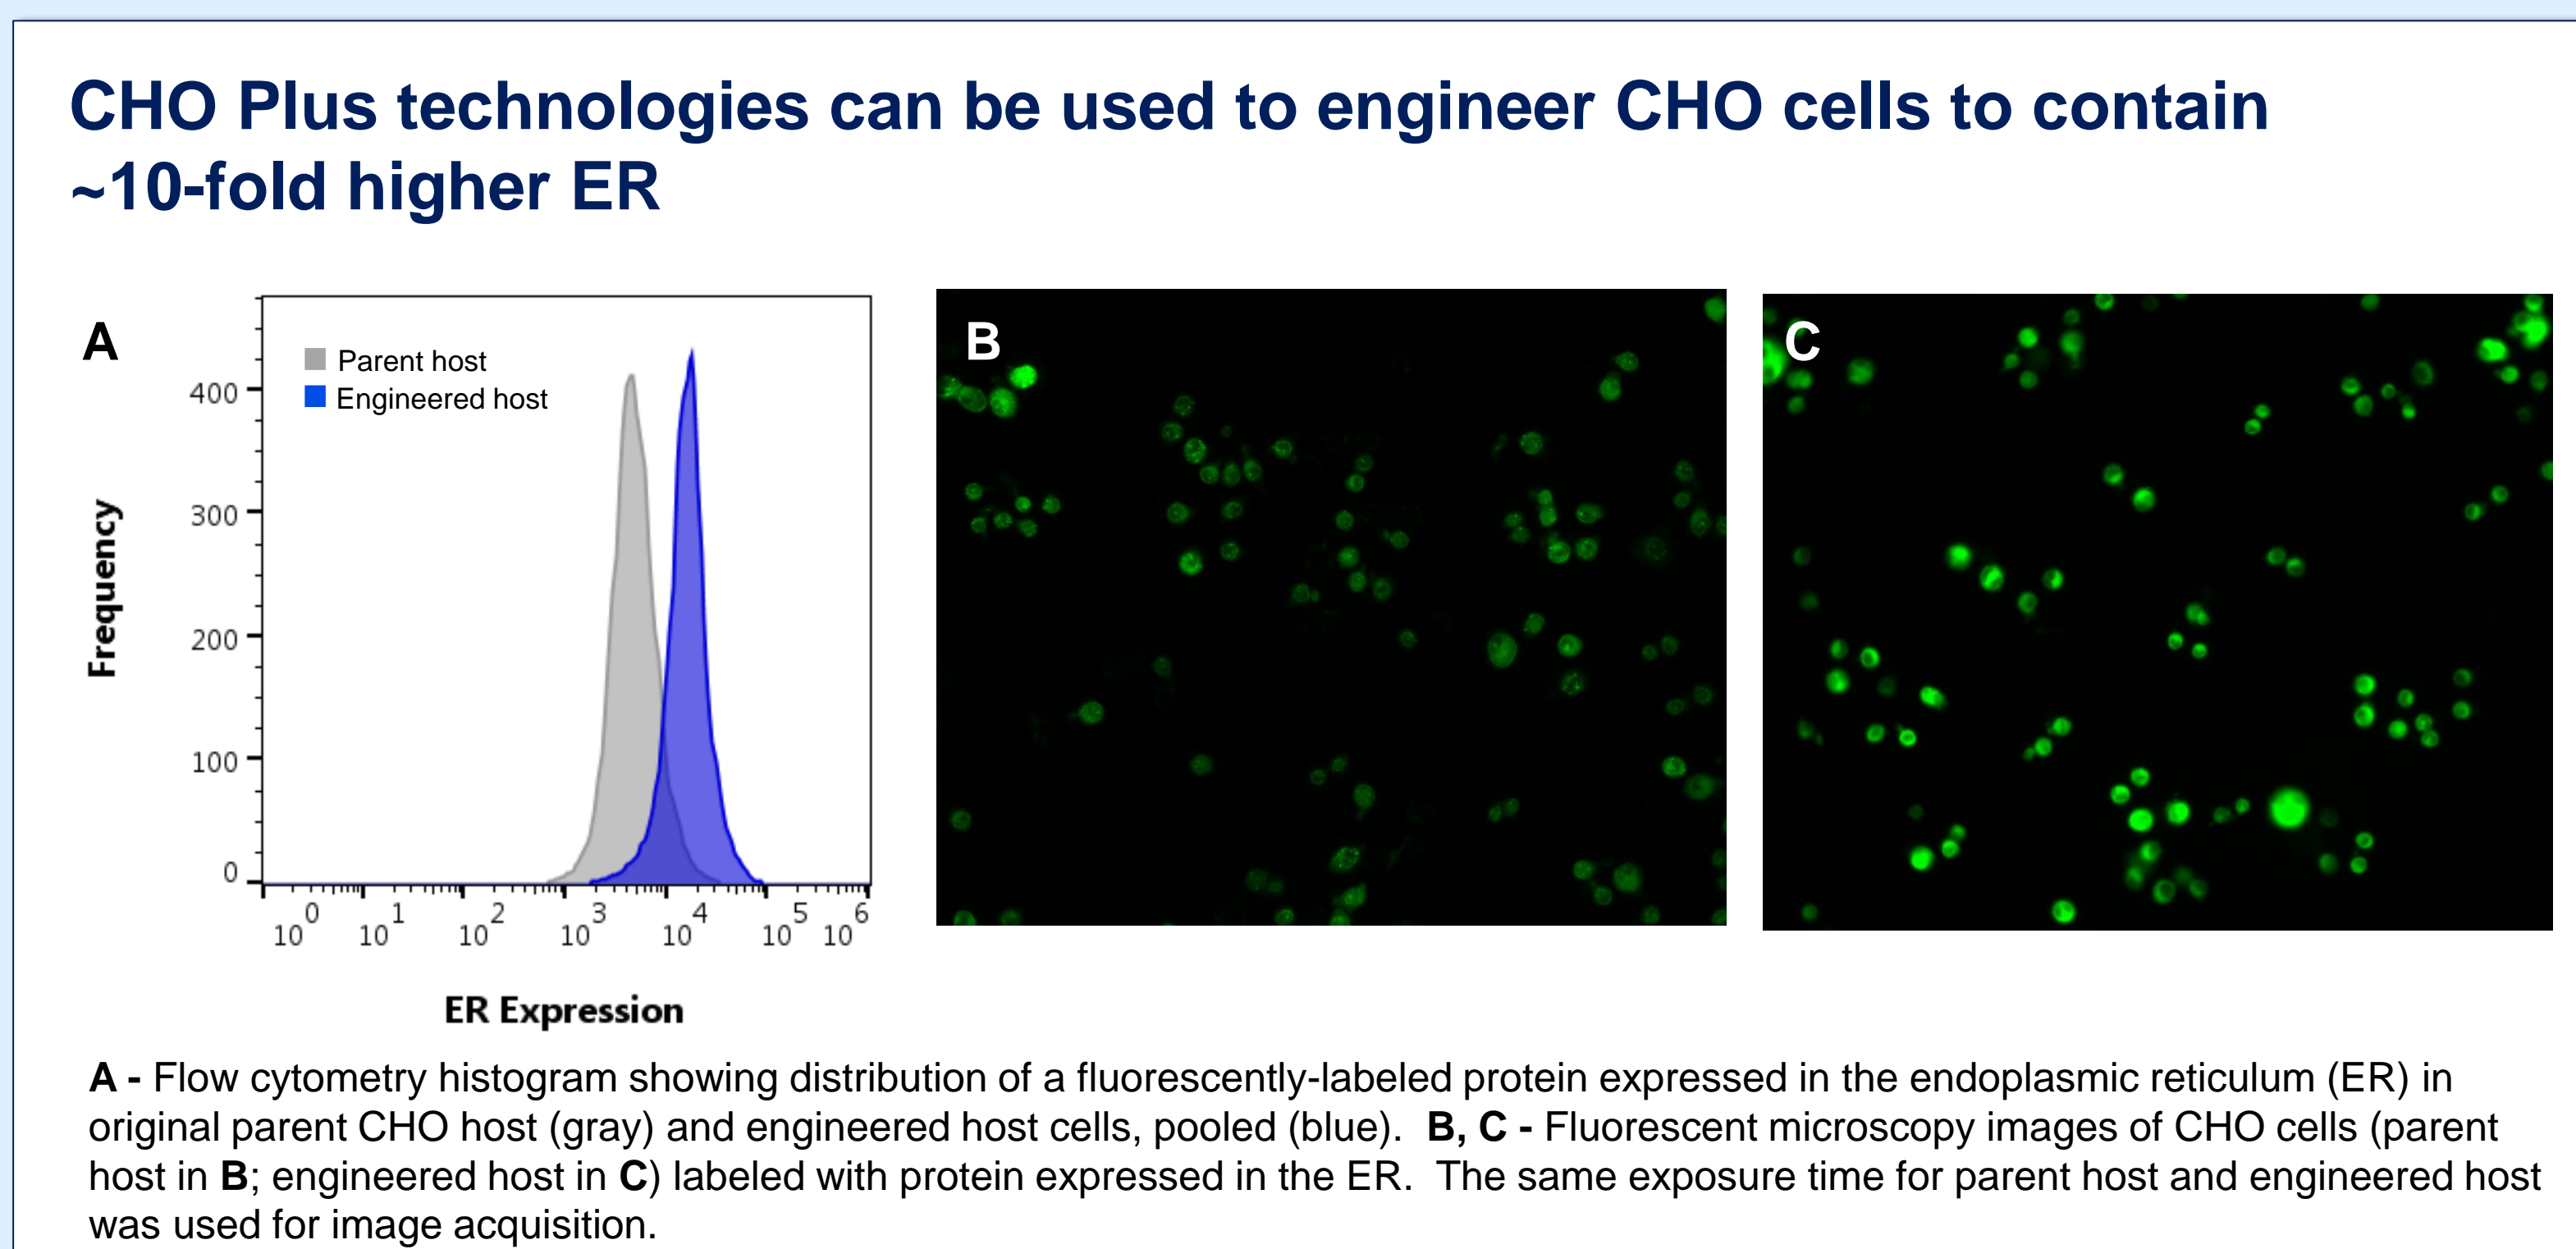 CHO Plus technologies can be used to engineer CHO cells to contain
~10-fold higher ER
A
Parent host
Engineered host
Frequency
400
300
200
100
0
10^0 10^1 10^2 10^3 10^4 10^5 10^6
ER Expression
B
C
A - Flow cytometry histogram showing distribution of a fluorescently-labeled protein expressed in the endoplasmic reticulum (ER) in
original parent CHO host (gray) and engineered host cells, pooled (blue).  B, C - Fluorescent microscopy images of CHO cells (parent
host in B; engineered host in C) labeled with protein expressed in the ER.  The same exposure time for parent host and engineered host
was used for image acquisition.